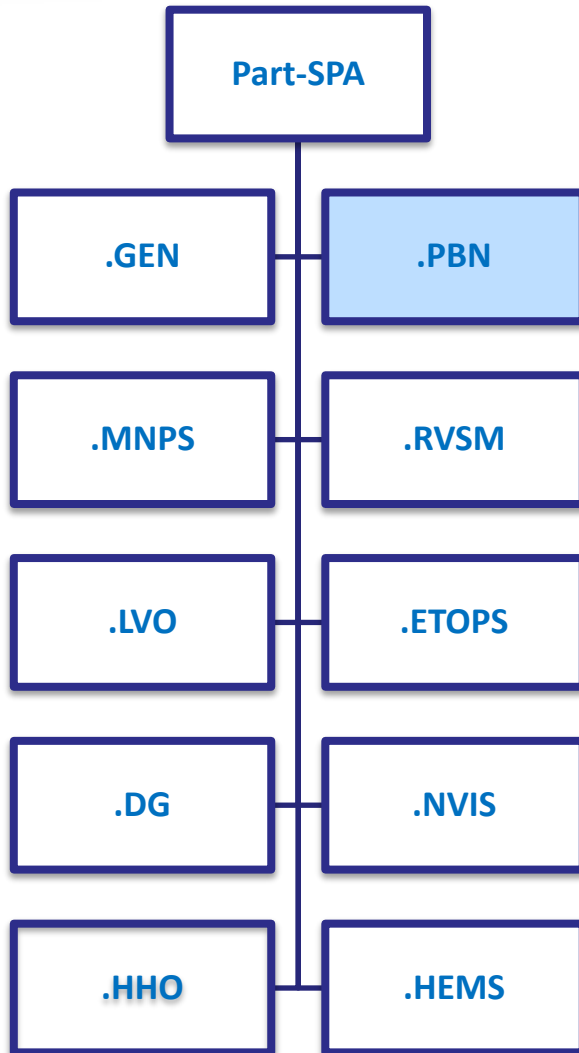 Part-SPA
.GEN
.PBN
.MNPS
.RVSM
.LVO
.ETOPS
.DG
.NVIS
.HHO
.HEMS